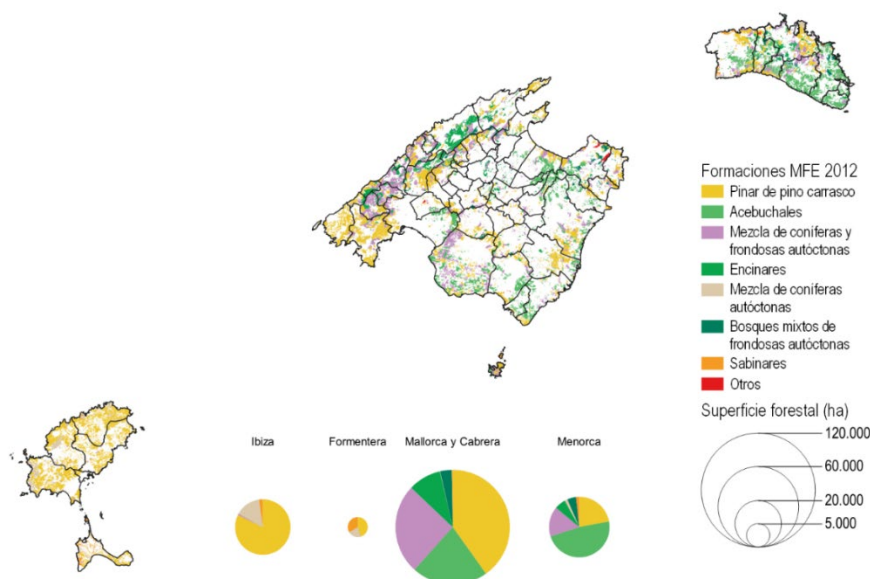 Formaciones MFE 2012
Pinar de pino carrasco
Acebuchales
Mezcla de coníferas y
frondosas autóctonas
Encinares
Mezcla de coníferas
autóctonas
Bosques mixtos de
frondosas autóctonas
Sabinares
Otros
Superficie forestal (ha)
120.000
60.000
20.000
5.000
Ibiza
Formentera
Mallorca y Cabrera
Menorca